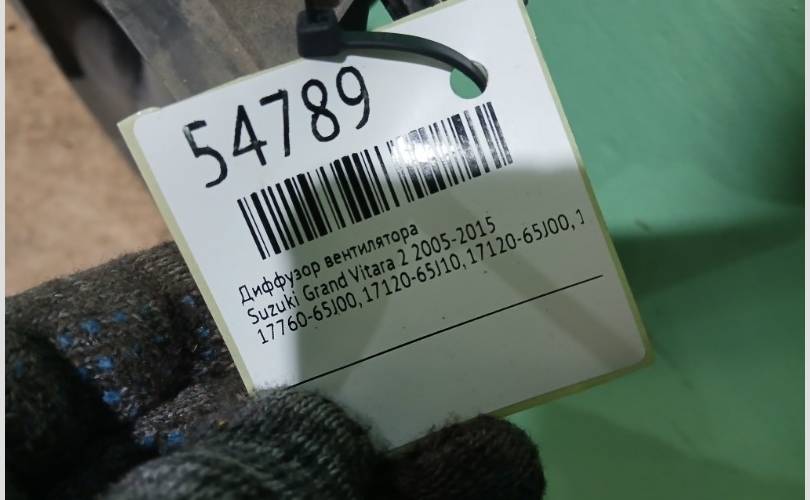 54789
Диффузор вентилятора
Suzuki Grand Vitara 2 2005-2015
17760-65J00, 17120-65J10, 17120-65J00, 1